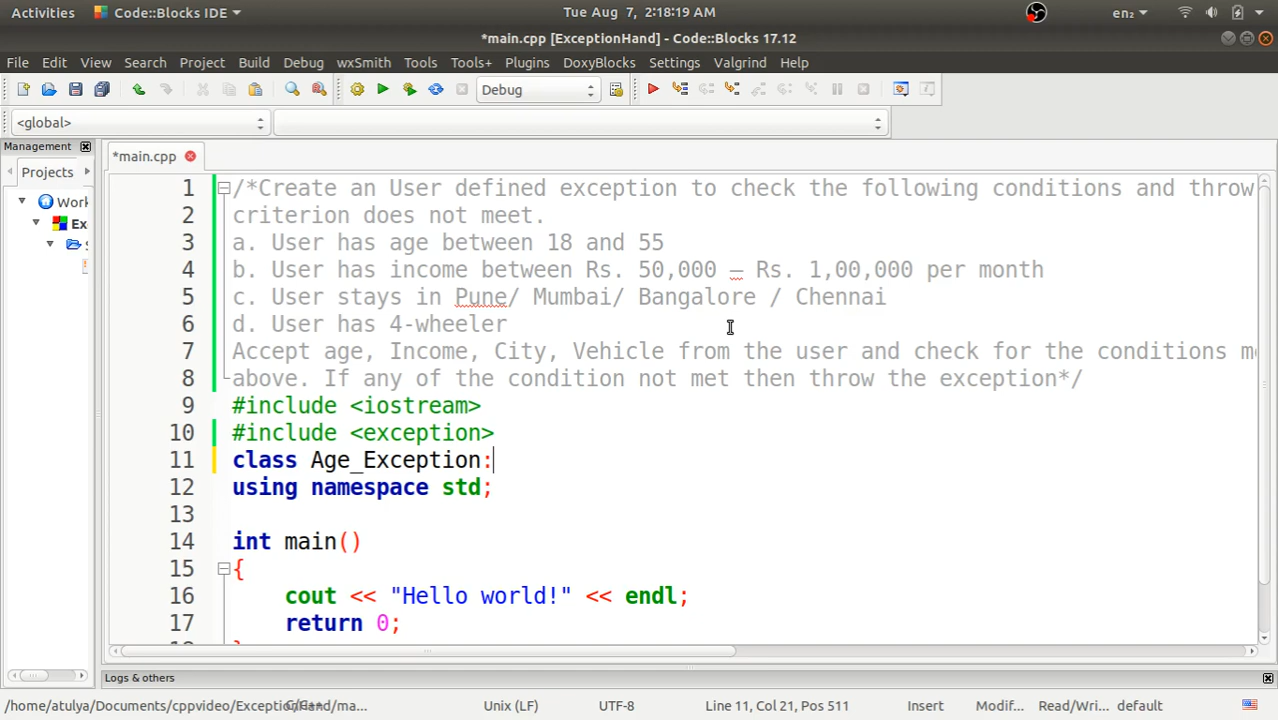 Activities Code::Blocks IDE Tue Aug 7, 2:18:19 AM en₂
*main.cpp [ExceptionHand] - Code::Blocks 17.12
File Edit View Search Project Build Debug wxSmith Tools Tools+ Plugins DoxyBlocks Settings Valgrind Help
Debug
<global>
Management
*main.cpp
Projects
Work
Ex
S
1 /*Create an User defined exception to check the following conditions and throw
2 criterion does not meet.
3 a. User has age between 18 and 55
4 b. User has income between Rs. 50,000 – Rs. 1,00,000 per month
5 c. User stays in Pune/ Mumbai/ Bangalore / Chennai
6 d. User has 4-wheeler
7 Accept age, Income, City, Vehicle from the user and check for the conditions m
8 above. If any of the condition not met then throw the exception*/
9 #include <iostream>
10 #include <exception>
11 class Age_Exception:
12 using namespace std;
13
14 int main()
15 {
16 cout << "Hello world!" << endl;
17 return 0;
Logs & others
Unix (LF) UTF-8 Line 11, Col 21, Pos 511 Insert Modif... Read/Wri... default